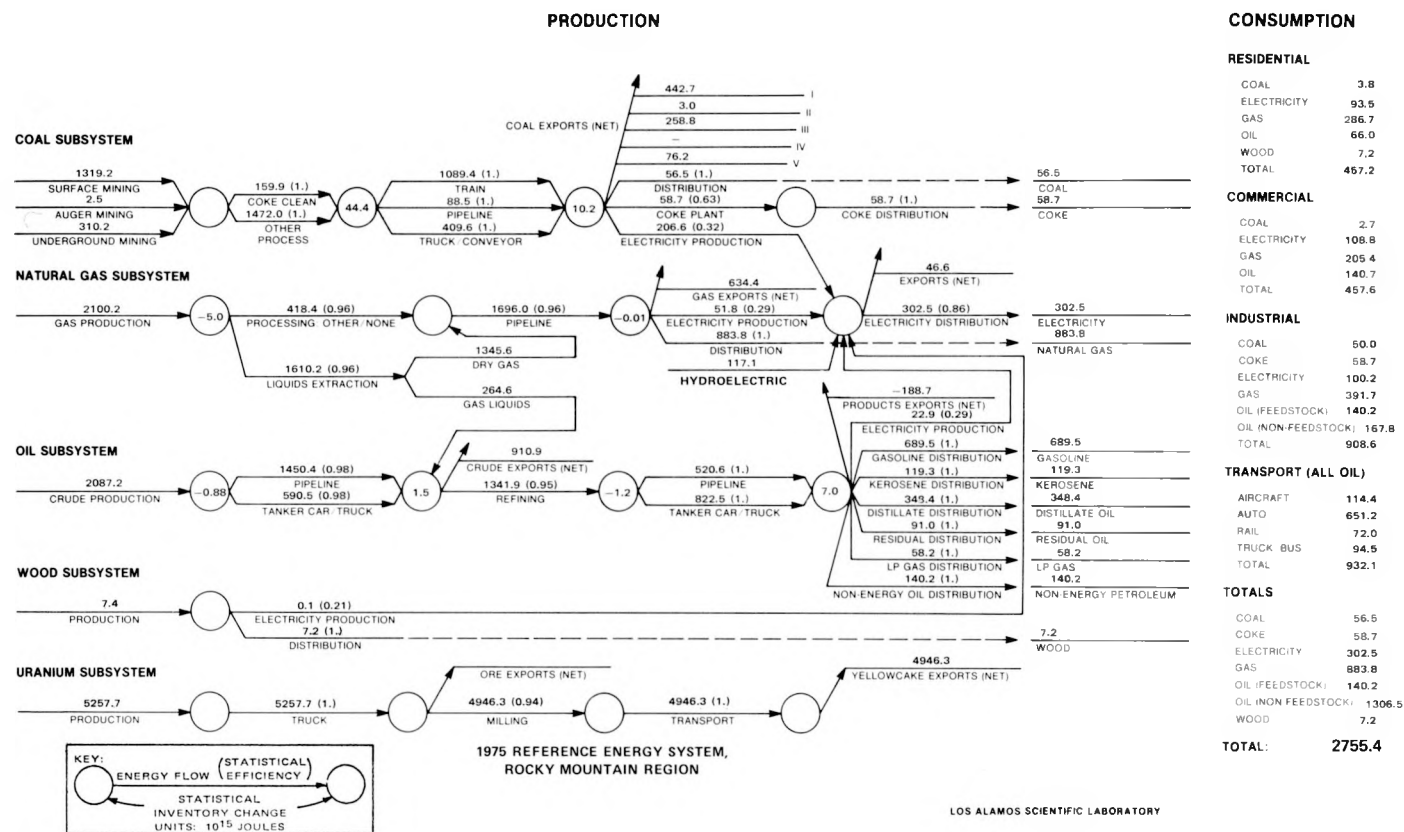 PRODUCTION
CONSUMPTION
COAL SUBSYSTEM
1319.2
SURFACE MINING
2.5
AUGER MINING
310.2
UNDERGROUND MINING
159.9 (1.)
COKE CLEAN
1472.0 (1.)
OTHER
PROCESS
44.4
1089.4 (1.)
TRAIN
88.5 (1.)
PIPELINE
409.6 (1.)
TRUCK/CONVEYOR
10.2
COAL EXPORTS (NET)
442.7 I
3.0 II
258.8 III
– IV
76.2 V
56.5 (1.)
DISTRIBUTION
58.7 (0.63)
COKE PLANT
206.6 (0.32)
ELECTRICITY PRODUCTION
58.7 (1.)
COKE DISTRIBUTION
56.5
COAL
58.7
COKE
NATURAL GAS SUBSYSTEM
2100.2
GAS PRODUCTION
−5.0
418.4 (0.96)
PROCESSING: OTHER/NONE
1610.2 (0.96)
LIQUIDS EXTRACTION
1345.6
DRY GAS
264.6
GAS LIQUIDS
1696.0 (0.96)
PIPELINE
−0.01
634.4
GAS EXPORTS (NET)
51.8 (0.29)
ELECTRICITY PRODUCTION
883.8 (1.)
DISTRIBUTION
117.1
HYDROELECTRIC
46.6
EXPORTS (NET)
302.5 (0.86)
ELECTRICITY DISTRIBUTION
302.5
ELECTRICITY
883.8
NATURAL GAS
OIL SUBSYSTEM
2087.2
CRUDE PRODUCTION
−0.88
1450.4 (0.98)
PIPELINE
590.5 (0.98)
TANKER CAR/TRUCK
1.5
910.9
CRUDE EXPORTS (NET)
1341.9 (0.95)
REFINING
−1.2
520.6 (1.)
PIPELINE
822.5 (1.)
TANKER CAR/TRUCK
7.0
−188.7
PRODUCTS EXPORTS (NET)
22.9 (0.29)
ELECTRICITY PRODUCTION
689.5 (1.)
GASOLINE DISTRIBUTION
119.3 (1.)
KEROSENE DISTRIBUTION
348.4 (1.)
DISTILLATE DISTRIBUTION
91.0 (1.)
RESIDUAL DISTRIBUTION
58.2 (1.)
LP GAS DISTRIBUTION
140.2 (1.)
NON-ENERGY OIL DISTRIBUTION
689.5
GASOLINE
119.3
KEROSENE
348.4
DISTILLATE OIL
91.0
RESIDUAL OIL
58.2
LP GAS
140.2
NON-ENERGY PETROLEUM
WOOD SUBSYSTEM
7.4
PRODUCTION
0.1 (0.21)
ELECTRICITY PRODUCTION
7.2 (1.)
DISTRIBUTION
7.2
WOOD
URANIUM SUBSYSTEM
5257.7
PRODUCTION
5257.7 (1.)
TRUCK
ORE EXPORTS (NET)
4946.3 (0.94)
MILLING
4946.3 (1.)
TRANSPORT
4946.3
YELLOWCAKE EXPORTS (NET)
KEY:
ENERGY FLOW (STATISTICAL EFFICIENCY)
STATISTICAL
INVENTORY CHANGE
UNITS: 10^15 JOULES
1975 REFERENCE ENERGY SYSTEM,
ROCKY MOUNTAIN REGION
LOS ALAMOS SCIENTIFIC LABORATORY
RESIDENTIAL
COAL 3.8
ELECTRICITY 93.5
GAS 286.7
OIL 66.0
WOOD 7.2
TOTAL 457.2
COMMERCIAL
COAL 2.7
ELECTRICITY 108.8
GAS 205.4
OIL 140.7
TOTAL 457.6
INDUSTRIAL
COAL 50.0
COKE 58.7
ELECTRICITY 100.2
GAS 391.7
OIL (FEEDSTOCK) 140.2
OIL (NON-FEEDSTOCK) 167.8
TOTAL 908.6
TRANSPORT (ALL OIL)
AIRCRAFT 114.4
AUTO 651.2
RAIL 72.0
TRUCK BUS 94.5
TOTAL 932.1
TOTALS
COAL 56.5
COKE 58.7
ELECTRICITY 302.5
GAS 883.8
OIL (FEEDSTOCK) 140.2
OIL (NON FEEDSTOCK) 1306.5
WOOD 7.2
TOTAL: 2755.4